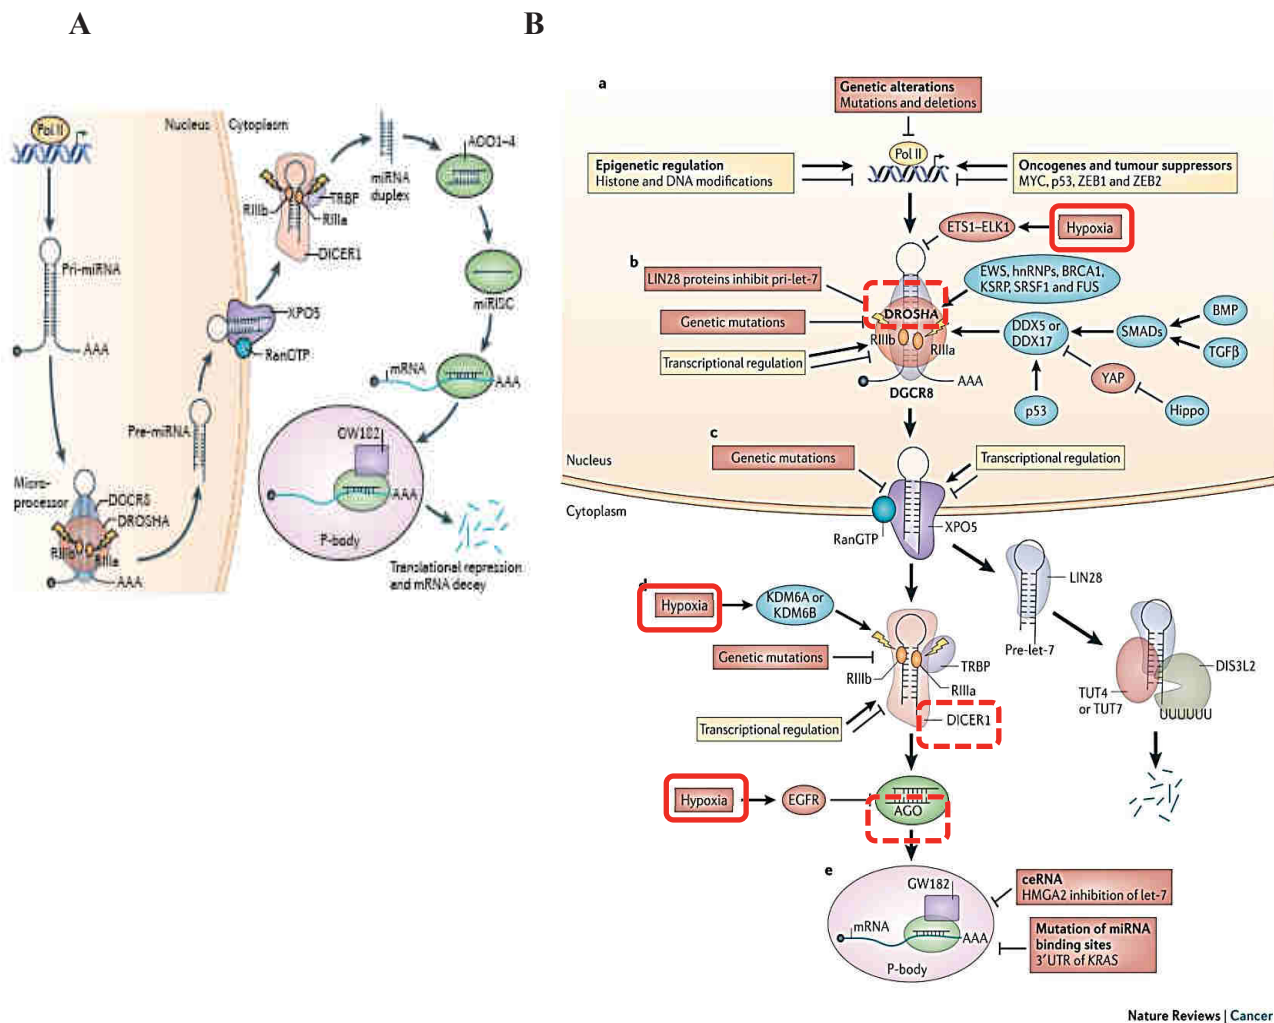 A
B
Pol II
Nucleus
Cytoplasm
Pri-miRNA
AAA
Micro-
processor
DGCR8
DROSHA
RIIIb
RIIIa
AAA
Pre-miRNA
XPO5
RanGTP
RIIIb
TRBP
RIIIa
DICER1
miRNA
duplex
AGO1–4
miRISC
mRNA
AAA
GW182
AAA
P-body
Translational repression
and mRNA decay
a
Genetic alterations
Mutations and deletions
Pol II
Epigenetic regulation
Histone and DNA modifications
Oncogenes and tumour suppressors
MYC, p53, ZEB1 and ZEB2
ETS1–ELK1
Hypoxia
b
LIN28 proteins inhibit pri-let-7
Genetic mutations
Transcriptional regulation
DROSHA
RIIIb
RIIIa
DGCR8
AAA
EWS, hnRNPs, BRCA1,
KSRP, SRSF1 and FUS
DDX5 or
DDX17
SMADs
BMP
TGFβ
YAP
p53
Hippo
c
Genetic mutations
Transcriptional regulation
Nucleus
Cytoplasm
RanGTP
XPO5
LIN28
Pre-let-7
TUT4
or TUT7
DIS3L2
UUUUUU
d
Hypoxia
KDM6A or
KDM6B
Genetic mutations
Transcriptional regulation
RIIIb
TRBP
RIIIa
DICER1
Hypoxia
EGFR
AGO
e
GW182
mRNA
AAA
P-body
ceRNA
HMGA2 inhibition of let-7
Mutation of miRNA
binding sites
3′UTR of KRAS
Nature Reviews | Cancer